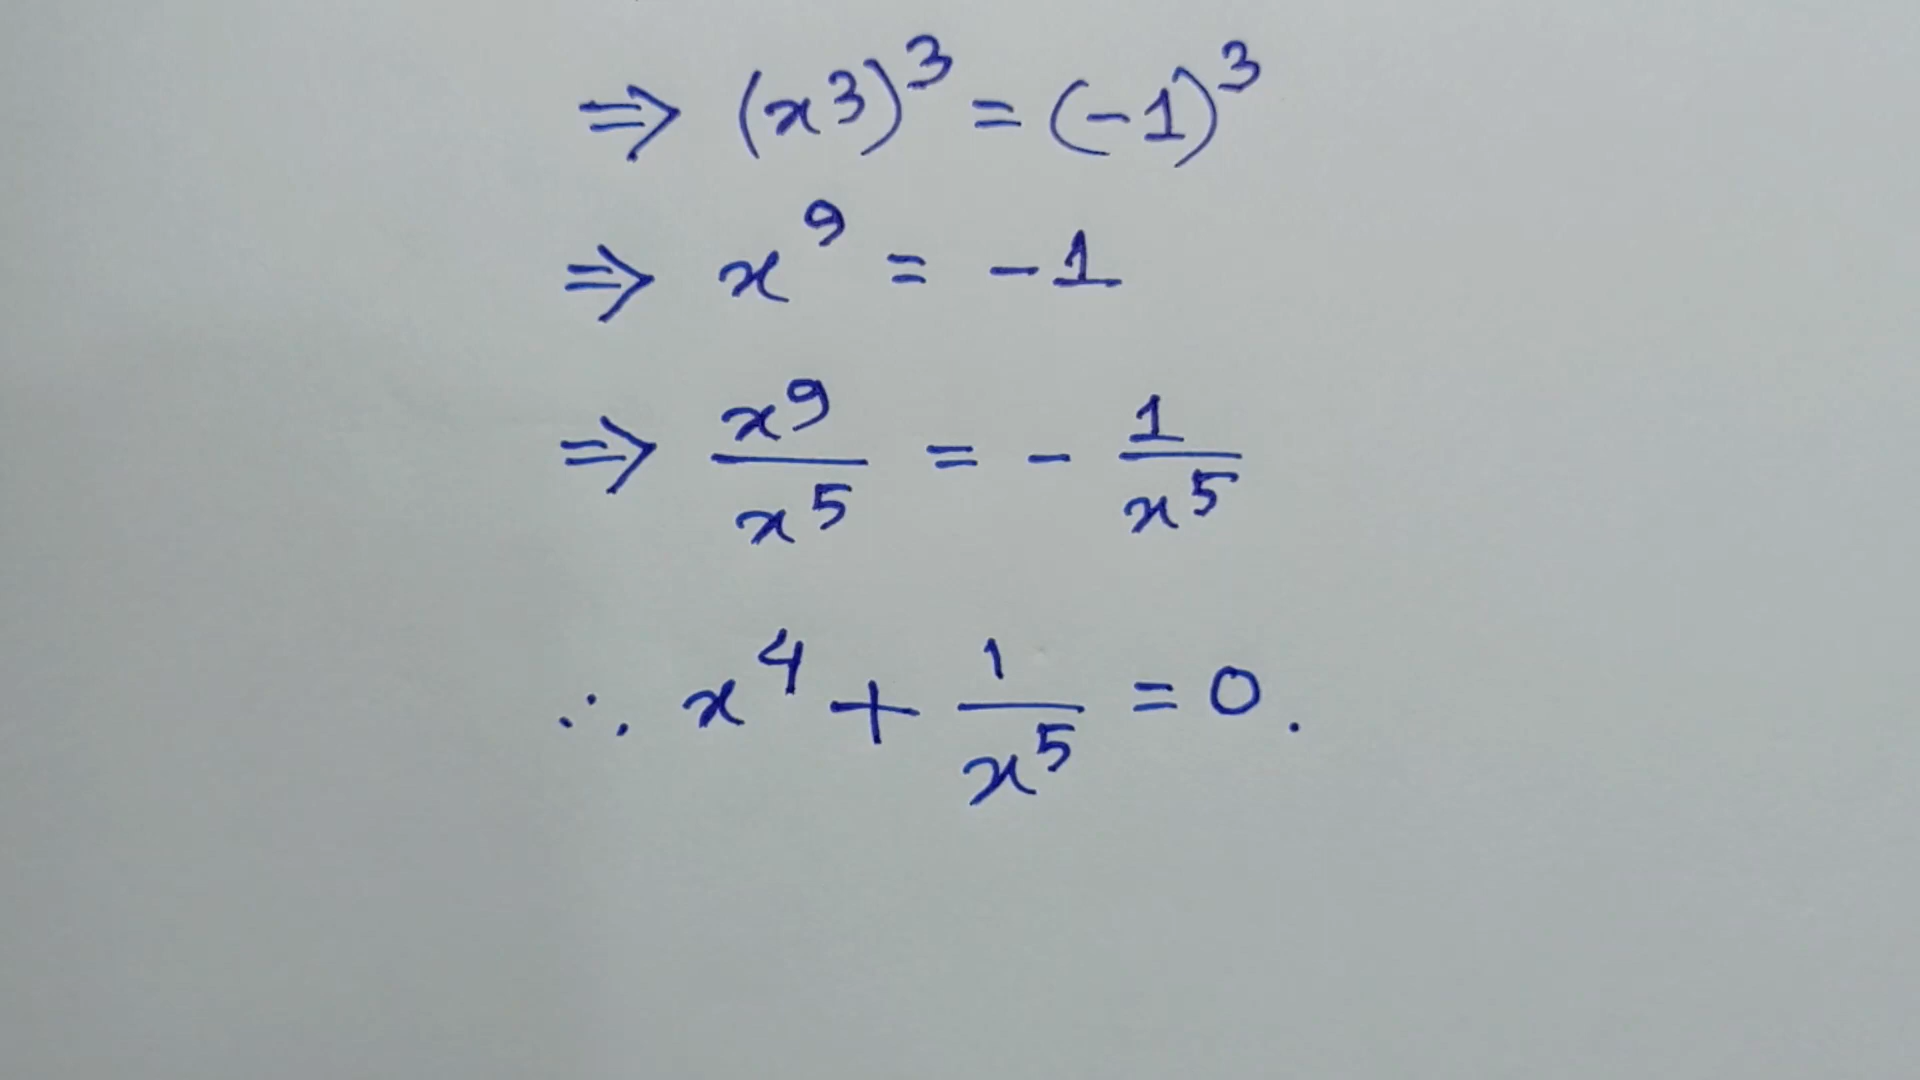 ⇒ (x3)³ = (-1)³
⇒ x⁹ = -1
⇒ x⁹/x⁵ = - 1/x⁵
∴ x⁴ + 1/x⁵ = 0.